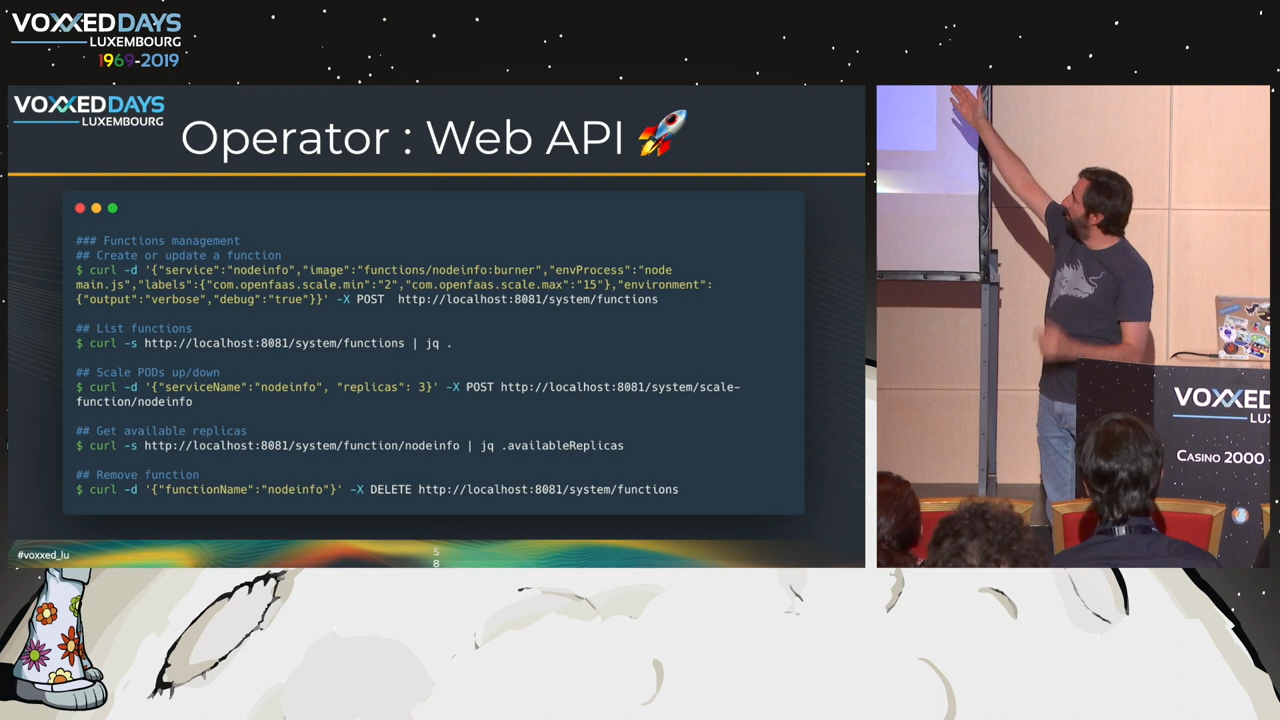 VOXXEDDAYS
LUXEMBOURG
1969-2019
VOXXEDDAYS
LUXEMBOURG
Operator : Web API
### Functions management
## Create or update a function
$ curl -d '{"service":"nodeinfo","image":"functions/nodeinfo:burner","envProcess":"node
main.js","labels":{"com.openfaas.scale.min":"2","com.openfaas.scale.max":"15"},"environment":
{"output":"verbose","debug":"true"}}' -X POST  http://localhost:8081/system/functions
## List functions
$ curl -s http://localhost:8081/system/functions | jq .
## Scale PODs up/down
$ curl -d '{"serviceName":"nodeinfo", "replicas": 3}' -X POST http://localhost:8081/system/scale-
function/nodeinfo
## Get available replicas
$ curl -s http://localhost:8081/system/function/nodeinfo | jq .availableReplicas
## Remove function
$ curl -d '{"functionName":"nodeinfo"}' -X DELETE http://localhost:8081/system/functions
#voxxed_lu
5
8
VOXXED
LUX
CASINO 2000